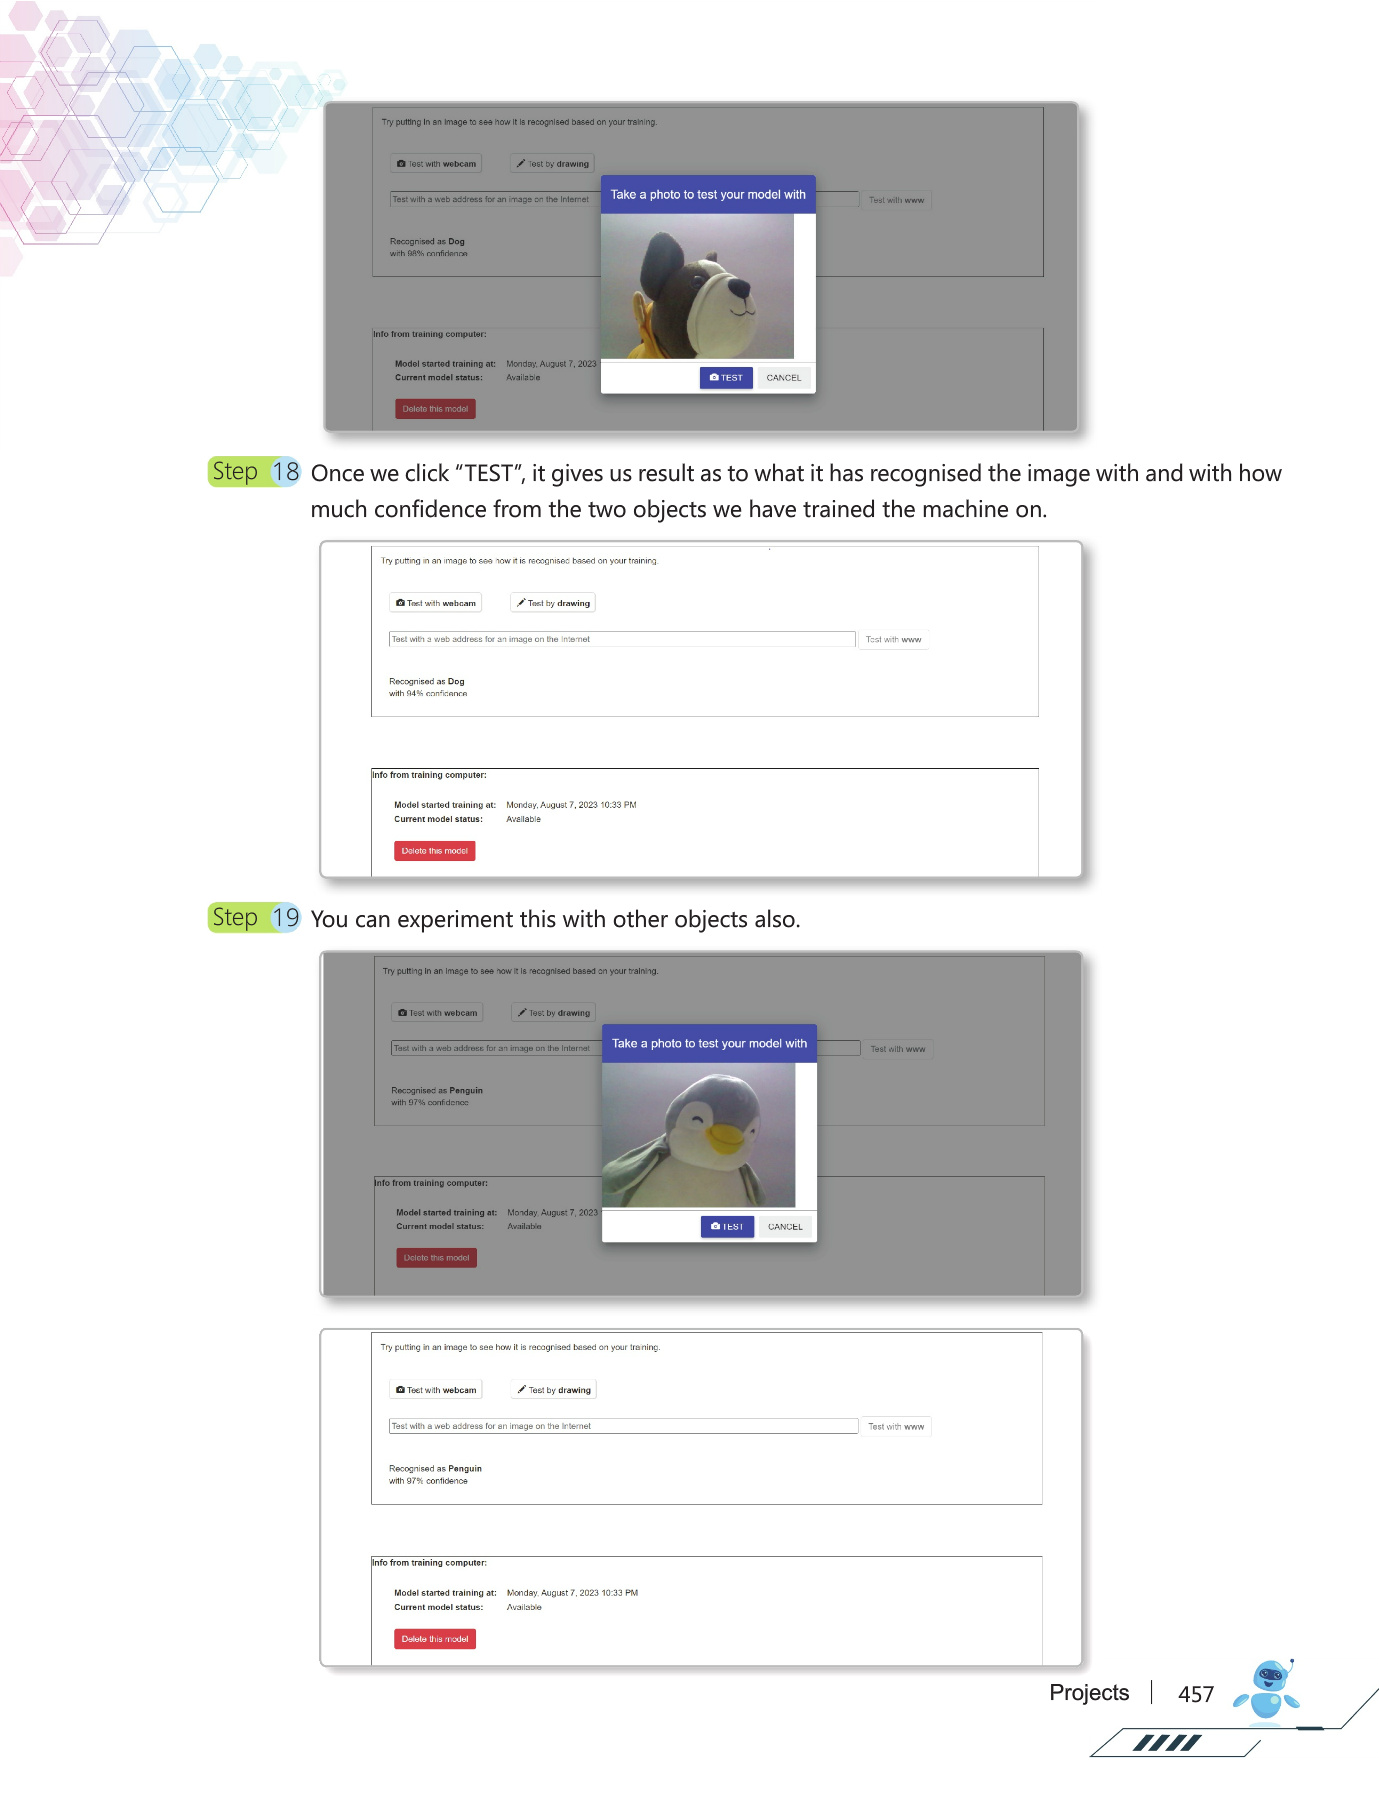 Try putting in an image to see how it is recognised based on your training.
Test with webcam
Test by drawing
Take a photo to test your model with
Test with a web address for an image on the Internet
Test with www
Recognised as Dog
with 98% confidence
Info from training computer:
Model started training at: Monday, August 7, 2023
Current model status: Available
TEST
CANCEL
Delete this model
Step 18 Once we click “TEST”, it gives us result as to what it has recognised the image with and with how
much confidence from the two objects we have trained the machine on.
Try putting in an image to see how it is recognised based on your training.
Test with webcam
Test by drawing
Test with a web address for an image on the Internet
Test with www
Recognised as Dog
with 94% confidence
Info from training computer:
Model started training at: Monday, August 7, 2023 10:33 PM
Current model status: Available
Delete this model
Step 19 You can experiment this with other objects also.
Try putting in an image to see how it is recognised based on your training.
Test with webcam
Test by drawing
Take a photo to test your model with
Test with a web address for an image on the Internet
Test with www
Recognised as Penguin
with 97% confidence
Info from training computer:
Model started training at: Monday, August 7, 2023
Current model status: Available
TEST
CANCEL
Delete this model
Try putting in an image to see how it is recognised based on your training.
Test with webcam
Test by drawing
Test with a web address for an image on the Internet
Test with www
Recognised as Penguin
with 97% confidence
Info from training computer:
Model started training at: Monday, August 7, 2023 10:33 PM
Current model status: Available
Delete this model
Projects 457